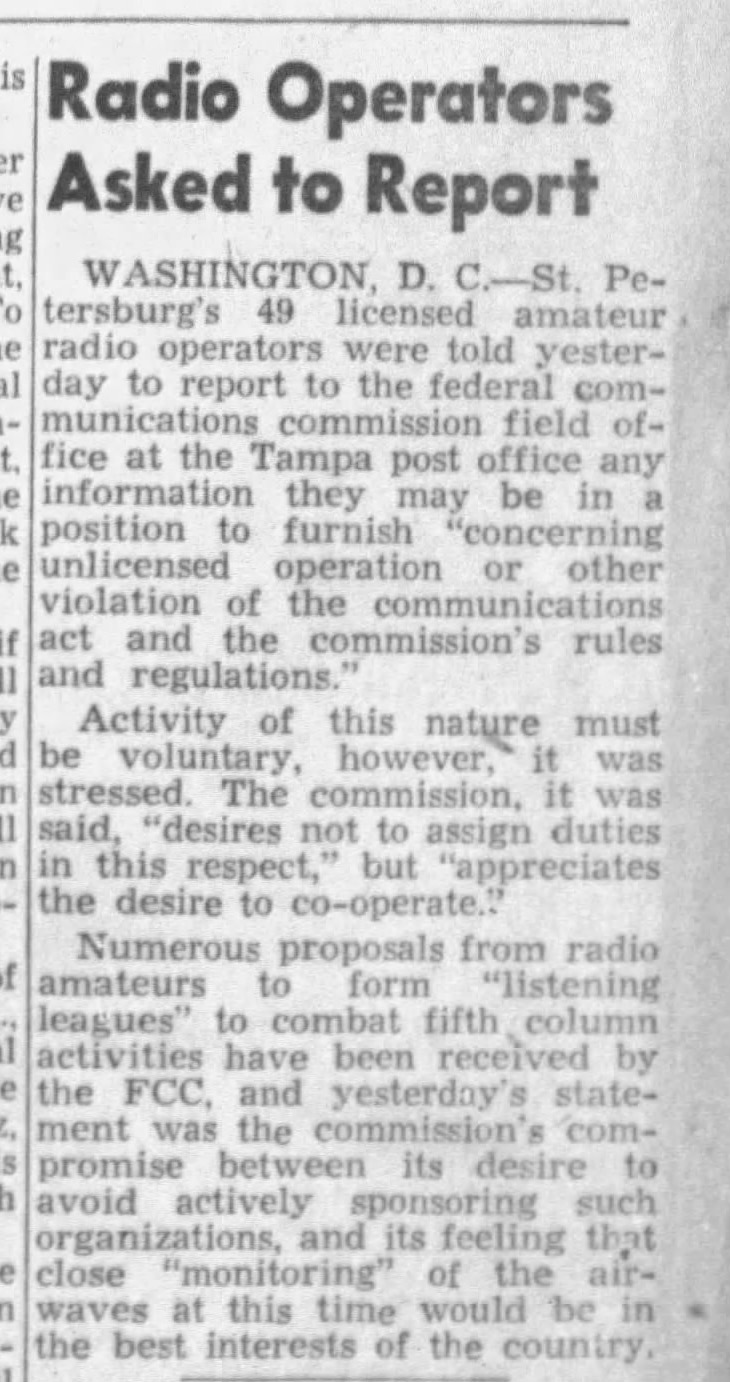 Radio Operators
Asked to Report
WASHINGTON, D. C.—St. Pe-
tersburg's 49 licensed amateur
radio operators were told yester-
day to report to the federal com-
munications commission field of-
fice at the Tampa post office any
information they may be in a
position to furnish "concerning
unlicensed operation or other
violation of the communications
act and the commission's rules
and regulations."
Activity of this nature must
be voluntary, however, it was
stressed. The commission, it was
said, "desires not to assign duties
in this respect," but "appreciates
the desire to co-operate."
Numerous proposals from radio
amateurs to form "listening
leagues" to combat fifth column
activities have been received by
the FCC, and yesterday's state-
ment was the commission's com-
promise between its desire to
avoid actively sponsoring such
organizations, and its feeling that
close "monitoring" of the air-
waves at this time would be in
the best interests of the country.